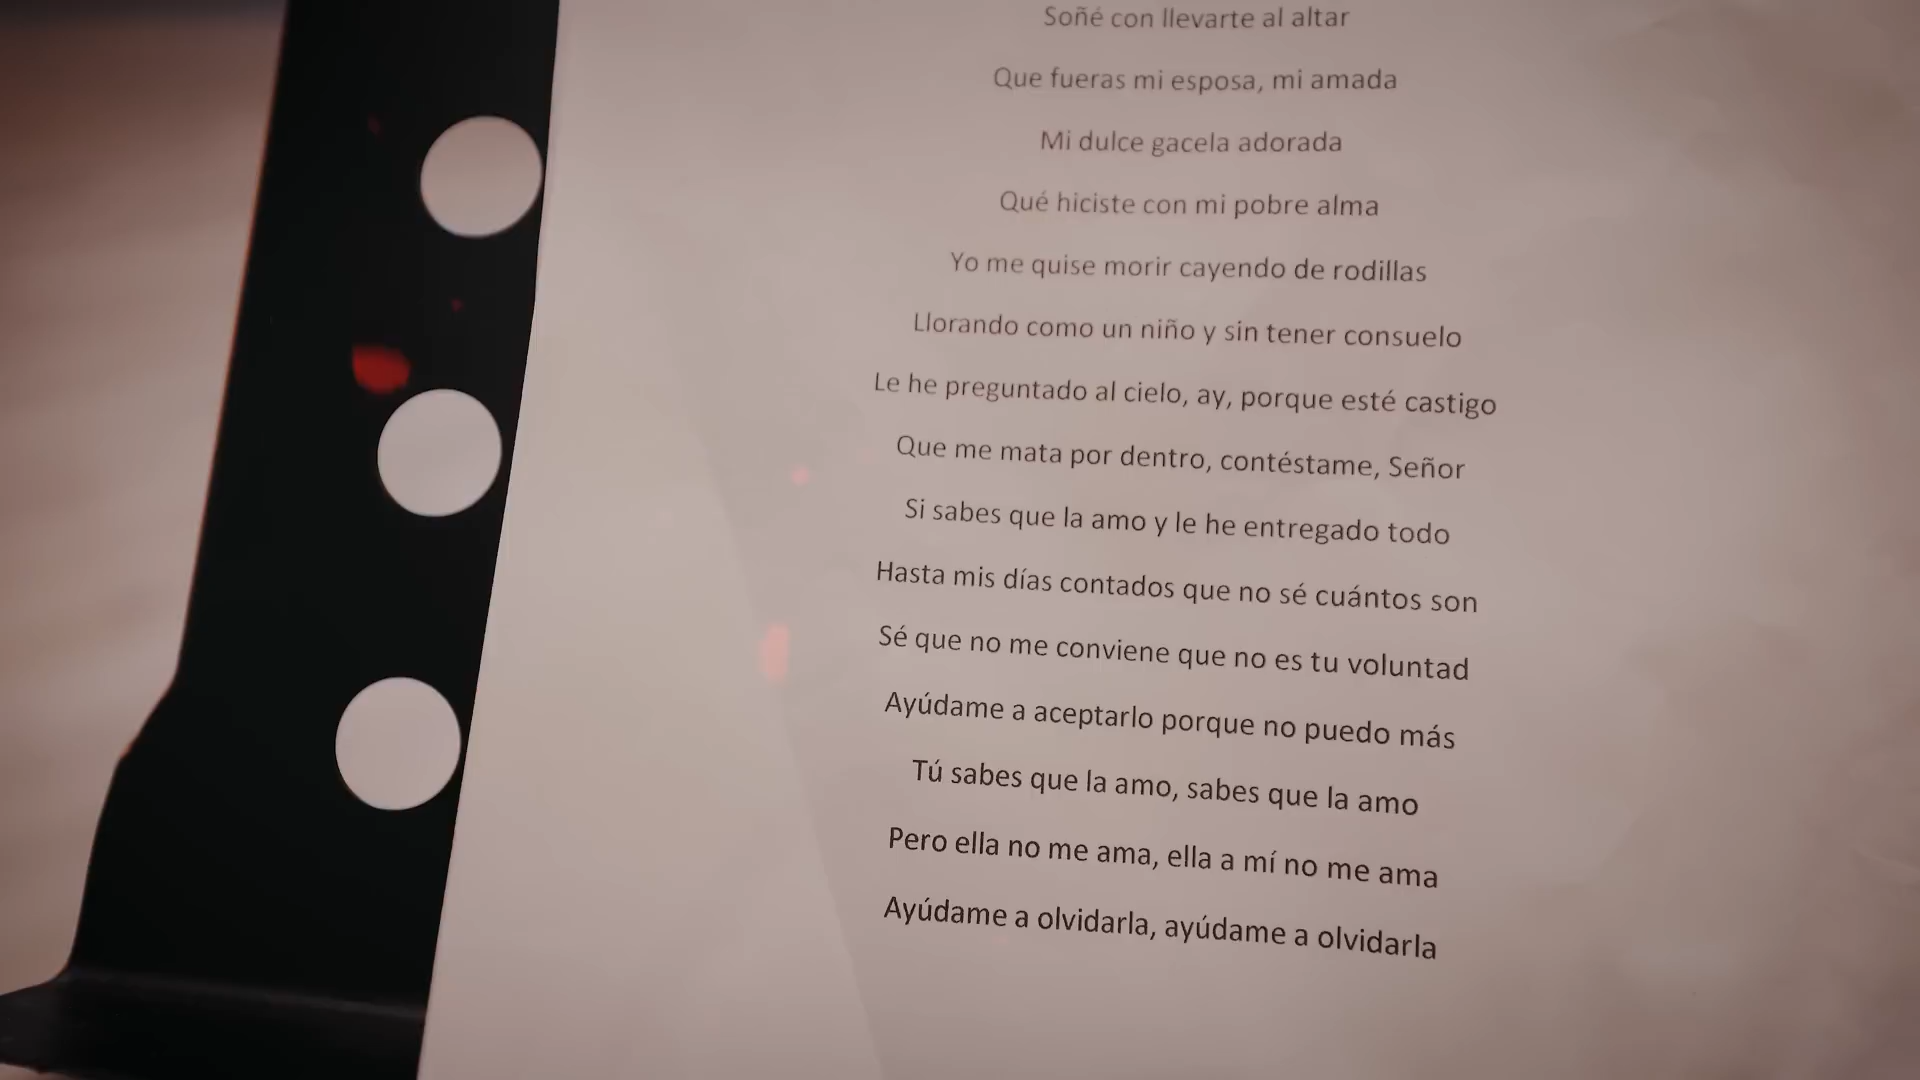 Soñé con llevarte al altar
Que fueras mi esposa, mi amada
Mi dulce gacela adorada
Qué hiciste con mi pobre alma
Yo me quise morir cayendo de rodillas
Llorando como un niño y sin tener consuelo
Le he preguntado al cielo, ay, porque esté castigo
Que me mata por dentro, contéstame, Señor
Si sabes que la amo y le he entregado todo
Hasta mis días contados que no sé cuántos son
Sé que no me conviene que no es tu voluntad
Ayúdame a aceptarlo porque no puedo más
Tú sabes que la amo, sabes que la amo
Pero ella no me ama, ella a mí no me ama
Ayúdame a olvidarla, ayúdame a olvidarla